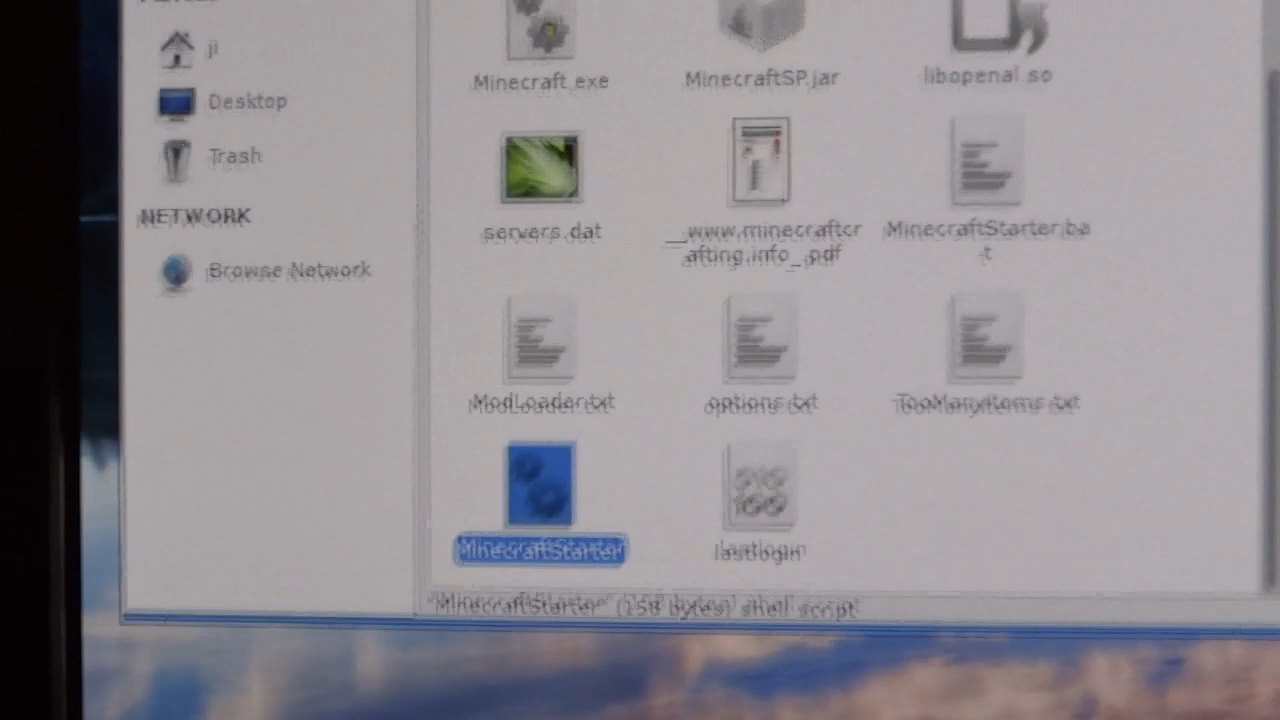 ji
Desktop
Trash
NETWORK
Browse Network
Minecraft.exe
MinecraftSP.jar
libopenal.so
servers.dat
__www.minecraftcr
afting.info_.pdf
MinecraftStarter.ba
t
ModLoader.txt
options.txt
TooManyItems.txt
MinecraftStarter
lastlogin
"MinecraftStarter" (158 bytes) shell script